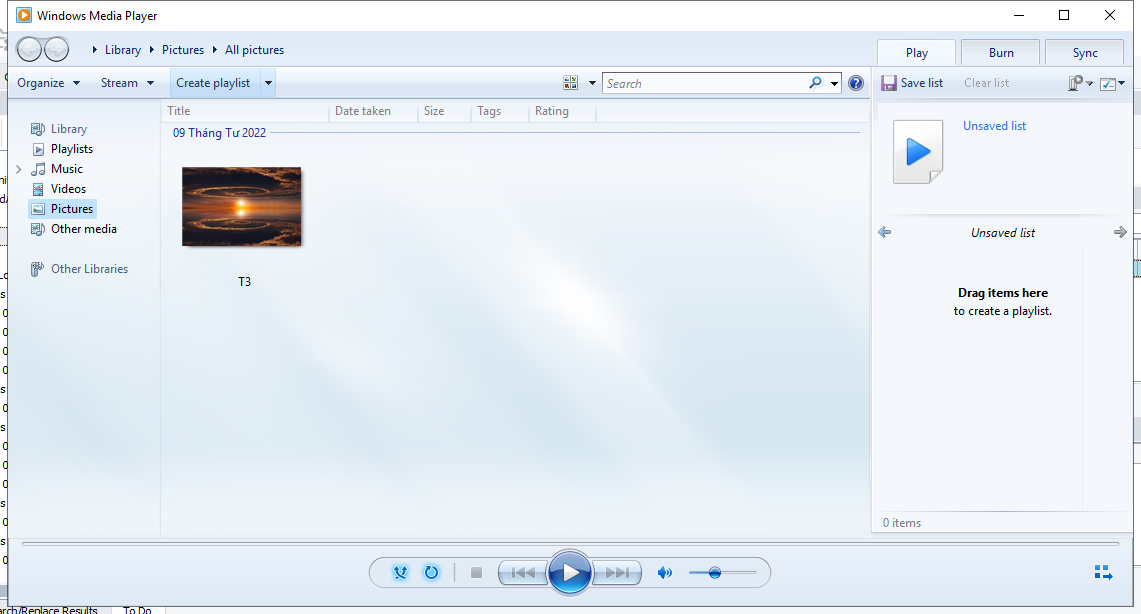 Windows Media Player
Library Pictures All pictures
Play Burn Sync
Organize Stream Create playlist Search Save list Clear list
Title Date taken Size Tags Rating
09 Tháng Tư 2022
Library
Playlists
Music
Videos
Pictures
Other media
Other Libraries
T3
Unsaved list
Unsaved list
Drag items here
to create a playlist.
0 items
arch/Replace Results To Do